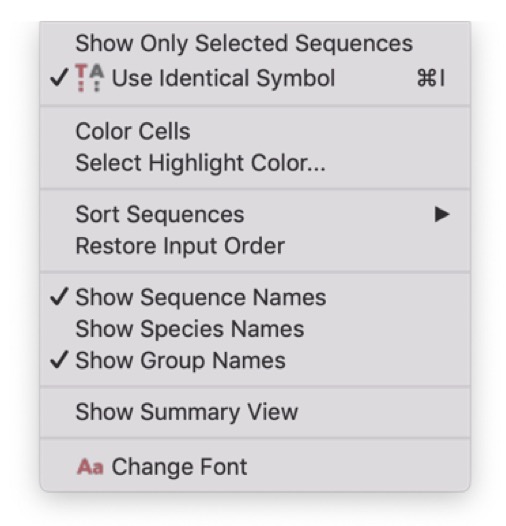 Show Only Selected Sequences
✓ TA Use Identical Symbol ⌘I
Color Cells
Select Highlight Color...
Sort Sequences ▶
Restore Input Order
✓ Show Sequence Names
Show Species Names
✓ Show Group Names
Show Summary View
Aa Change Font